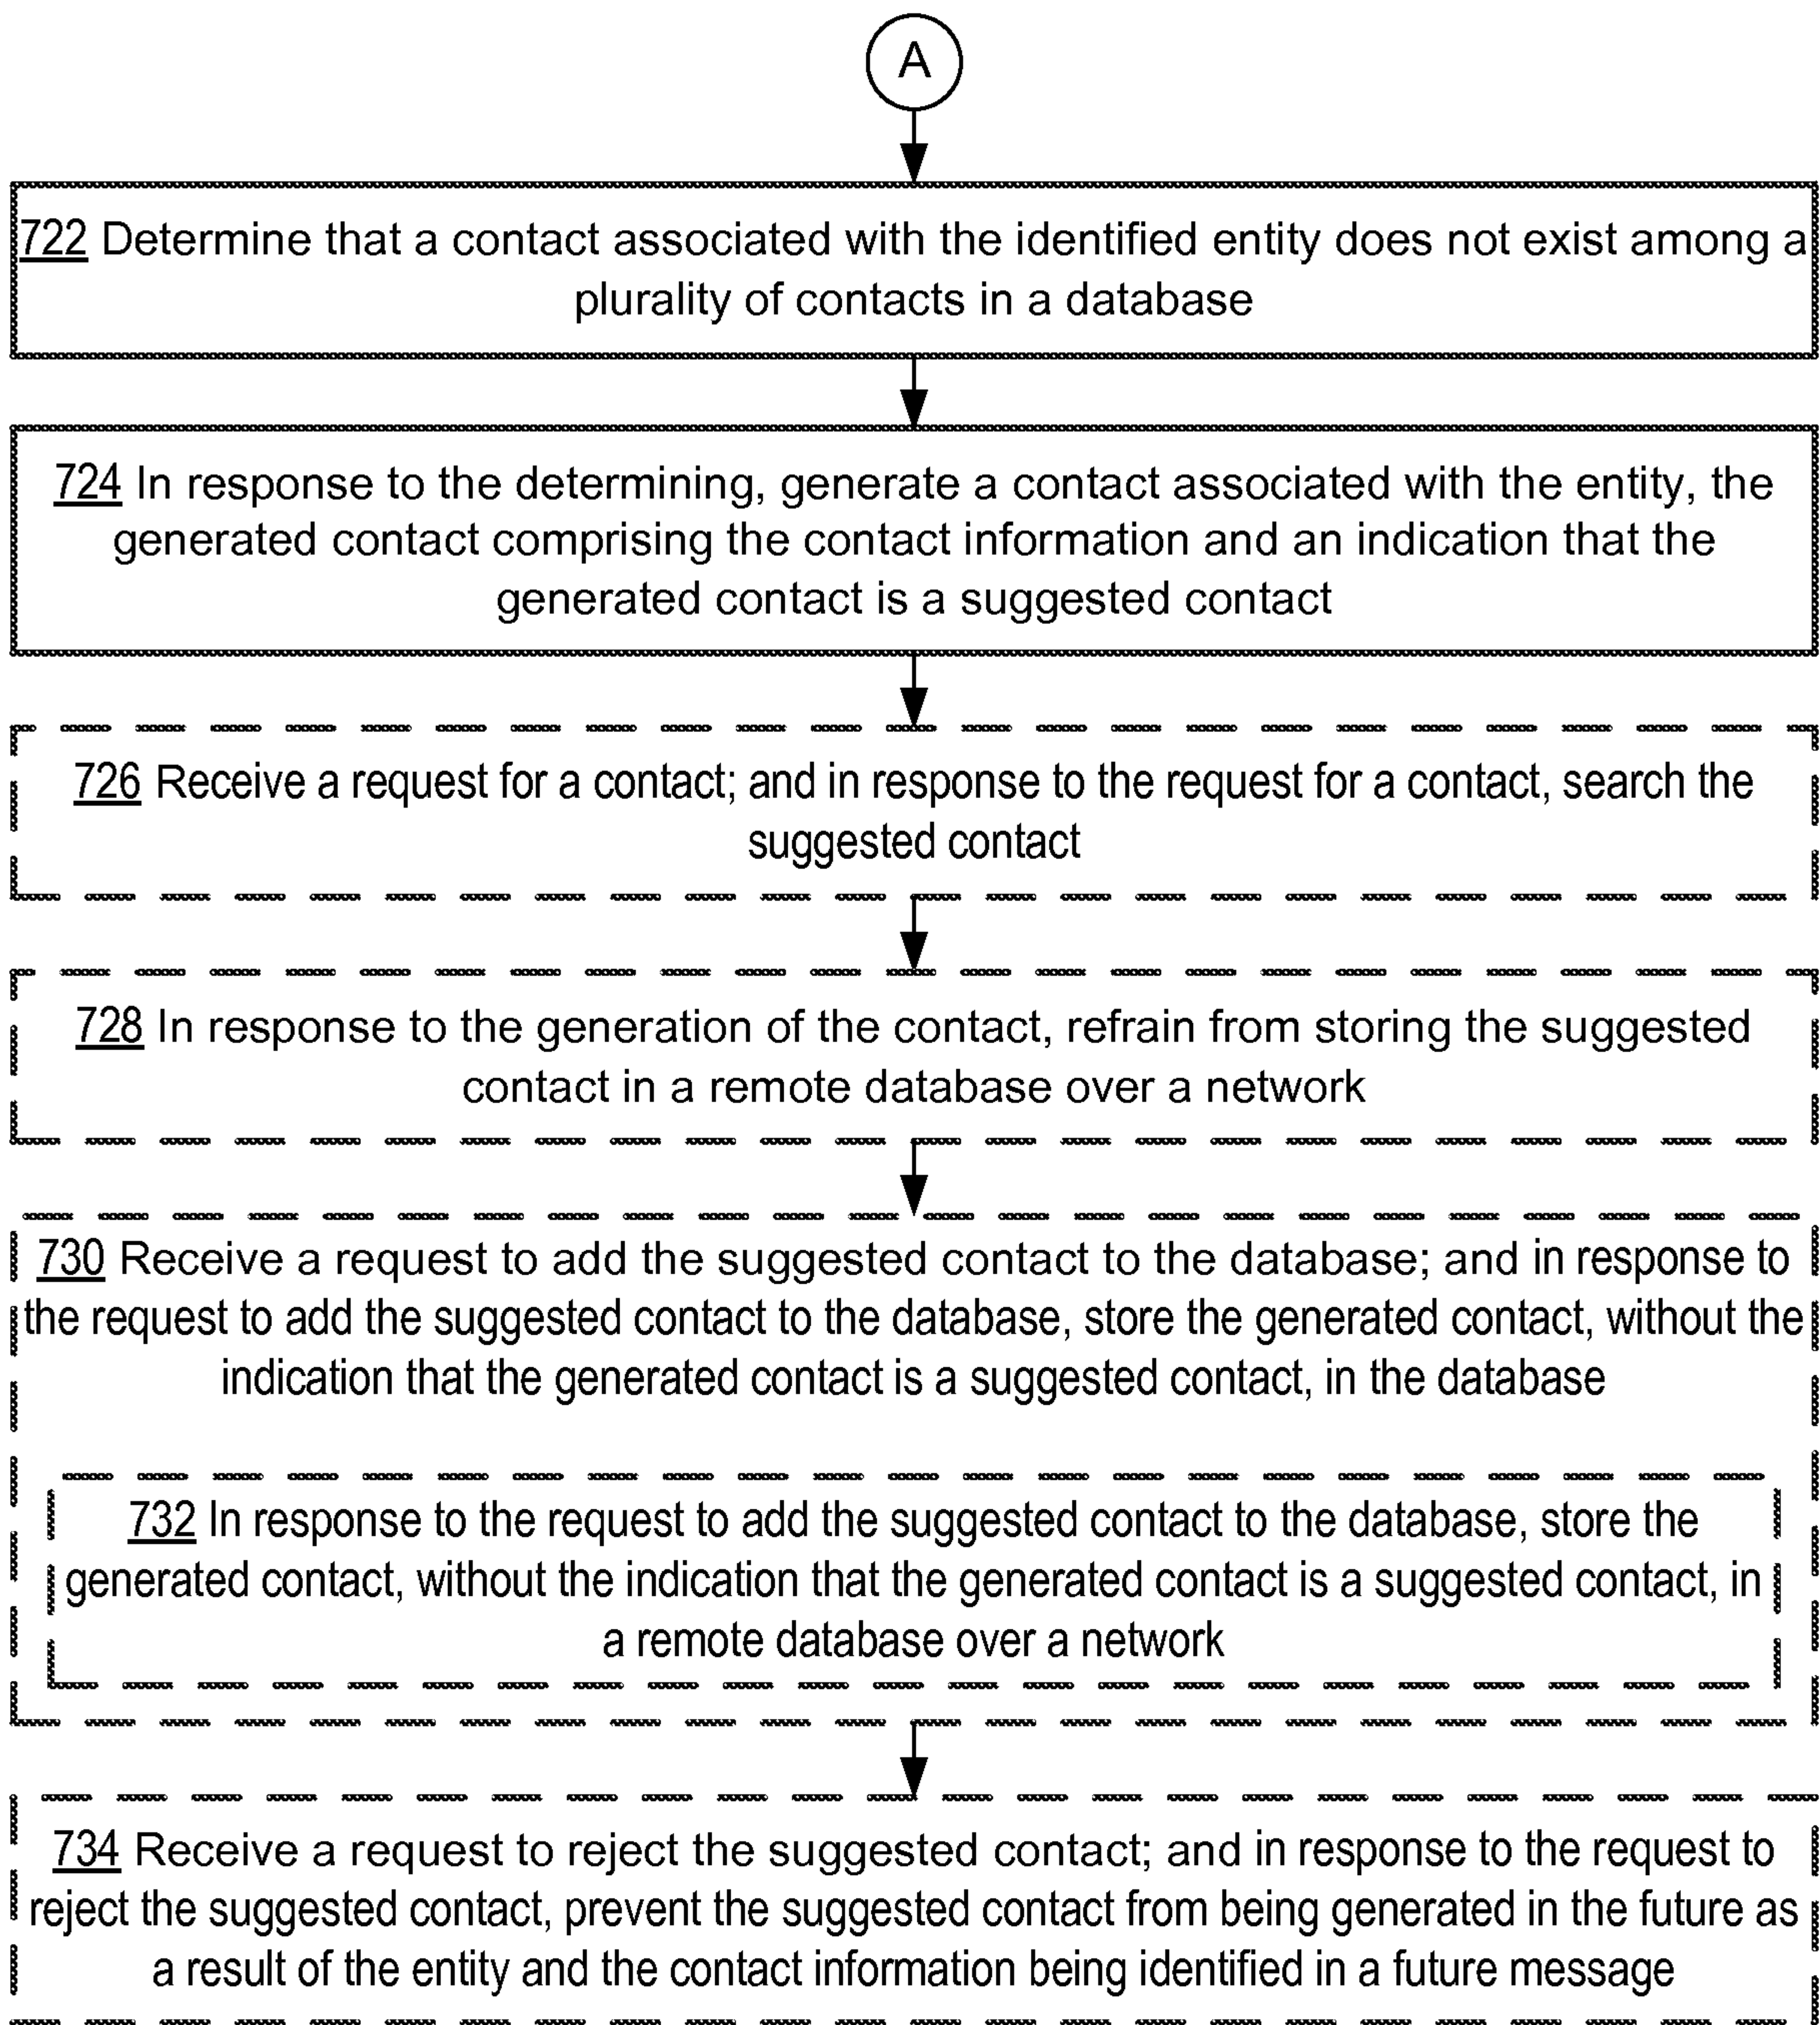 A
722 Determine that a contact associated with the identified entity does not exist among a
plurality of contacts in a database
724 In response to the determining, generate a contact associated with the entity, the
generated contact comprising the contact information and an indication that the
generated contact is a suggested contact
726 Receive a request for a contact; and in response to the request for a contact, search the
suggested contact
728 In response to the generation of the contact, refrain from storing the suggested
contact in a remote database over a network
730 Receive a request to add the suggested contact to the database; and in response to
the request to add the suggested contact to the database, store the generated contact, without the
indication that the generated contact is a suggested contact, in the database
732 In response to the request to add the suggested contact to the database, store the
generated contact, without the indication that the generated contact is a suggested contact, in
a remote database over a network
734 Receive a request to reject the suggested contact; and in response to the request to
reject the suggested contact, prevent the suggested contact from being generated in the future as
a result of the entity and the contact information being identified in a future message